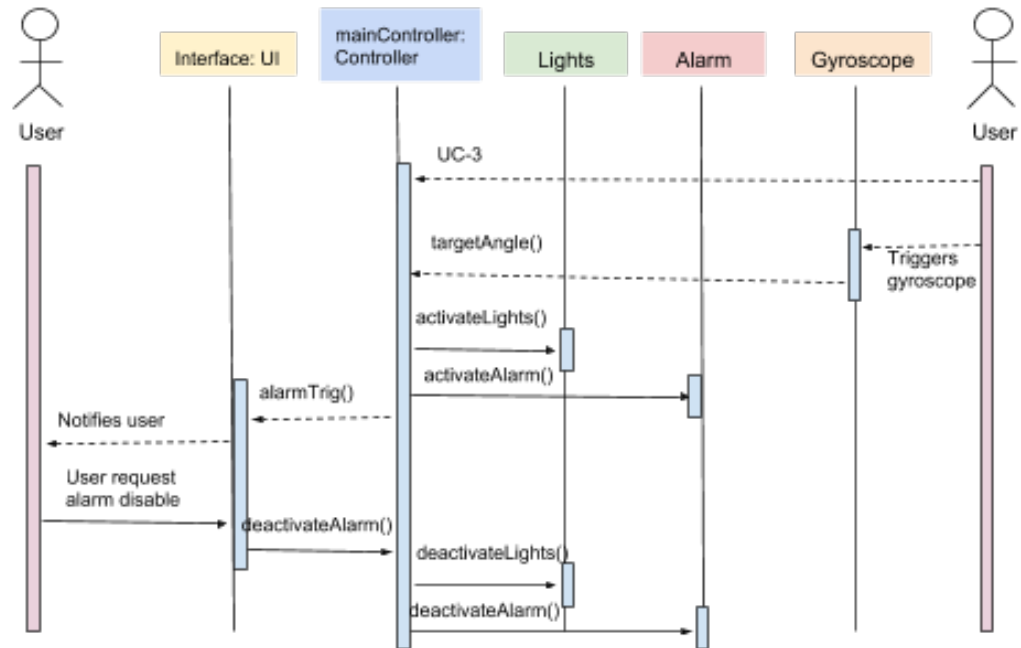 mainController:
Controller
Interface: UI
Lights
Alarm
Gyroscope
User
User
UC-3
targetAngle()
Triggers
gyroscope
activateLights()
activateAlarm()
alarmTrig()
Notifies user
User request
alarm disable
deactivateAlarm()
deactivateLights()
deactivateAlarm()